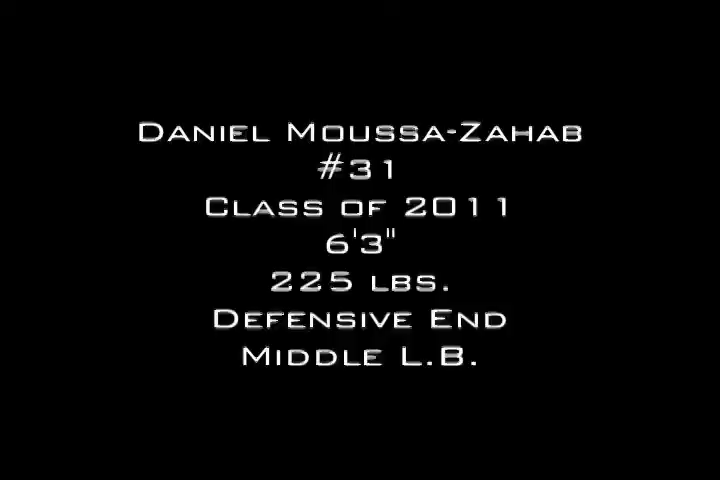 Daniel Moussa-Zahab
#31
Class of 2011
6'3"
225 lbs.
Defensive End
Middle L.B.